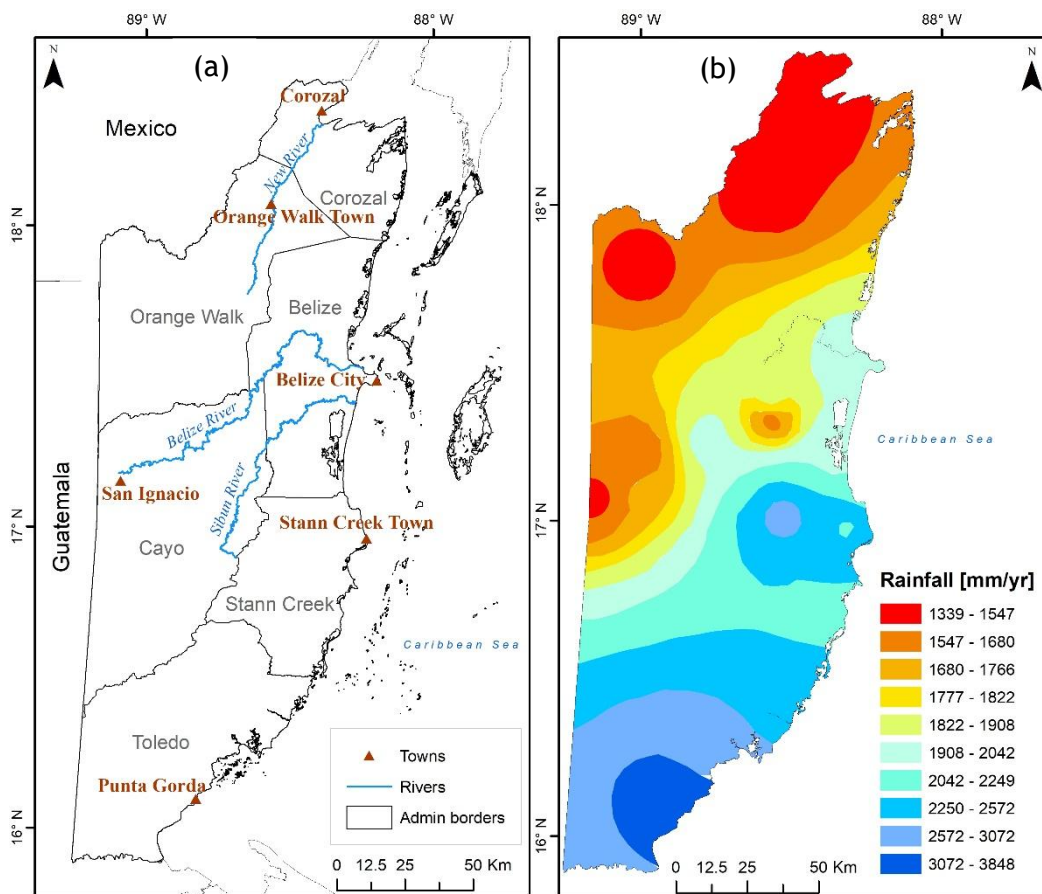 89° W
88° W
89° W
88° W
N
(a)
(b)
N
Corozal
Mexico
New River
Corozal
18° N
18° N
Orange Walk Town
18° N
Orange Walk
Belize
Belize City
Belize River
Caribbean Sea
San Ignacio
Sibun River
17° N
17° N
17° N
Stann Creek Town
Guatemala
Cayo
Stann Creek
Caribbean Sea
Rainfall [mm/yr]
1339 - 1547
1547 - 1680
1680 - 1766
1777 - 1822
1822 - 1908
1908 - 2042
2042 - 2249
2250 - 2572
2572 - 3072
3072 - 3848
Toledo
Punta Gorda
Towns
Rivers
Admin borders
16° N
16° N
0 12.5 25 50 Km
0 12.5 25 50 Km